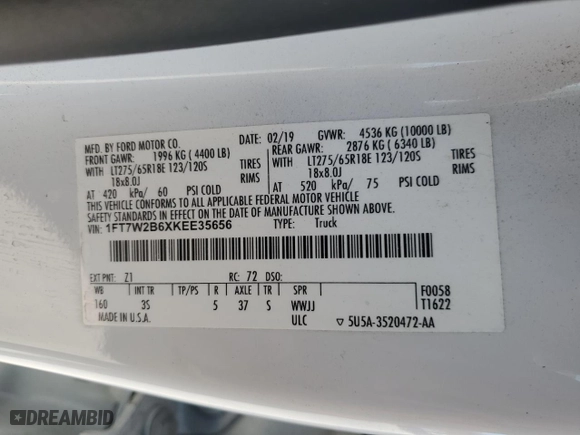 MFD. BY FORD MOTOR CO. 02/19 GVWR: 4536 KG (10000 LB)
FRONT GAWR: 1996 KG ( 4400 LB) REAR GAWR: 2876 KG ( 6340 LB)
WITH LT275/65R18E 123/120S TIRES WITH LT275/65R18E 123/120S TIRES
18x8.0J RIMS 18x8.0J RIMS
AT 420 kPa/ 60 PSI COLD AT 520 kPa/ 75 PSI COLD
THIS VEHICLE CONFORMS TO ALL APPLICABLE FEDERAL MOTOR VEHICLE
SAFETY STANDARDS IN EFFECT ON THE DATE OF MANUFACTURE SHOWN ABOVE.
VIN: 1FT7W2B6XKEE35656 TYPE: Truck
EXT PNT: Z1 RC: 72 DSO:
WB INT TR TP/PS R AXLE TR SPR F0058
160 3S 5 37 S WWJJ T1622
MADE IN U.S.A. ULC ▽ 5U5A-3520472-AA
DREAMBID